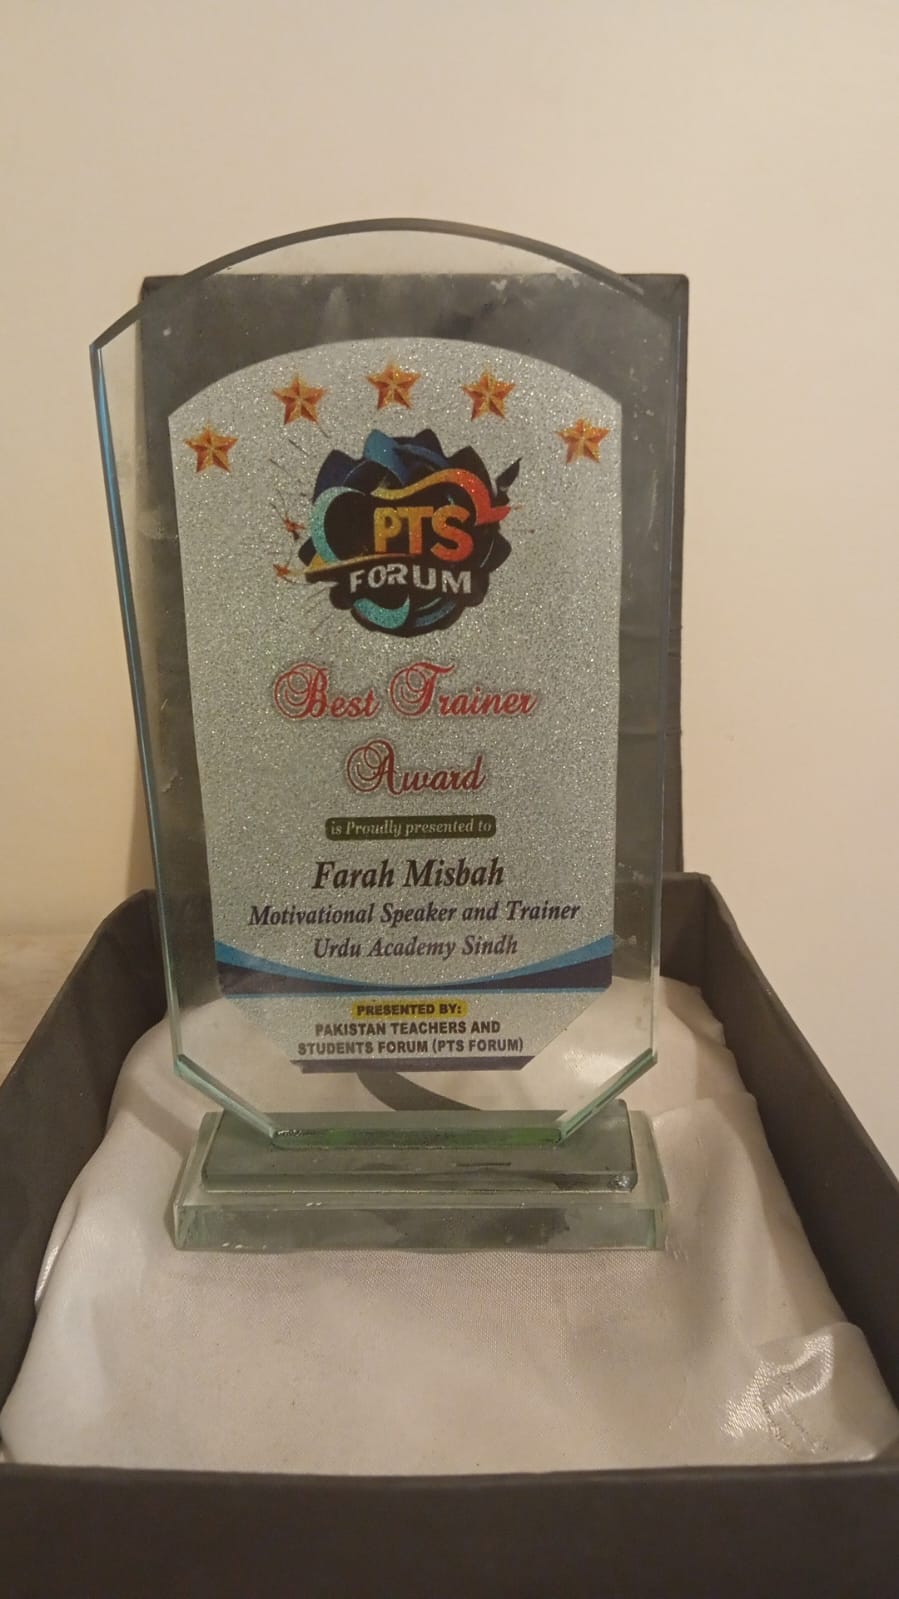 PTS
FORUM
Best Trainer
Award
is Proudly presented to
Farah Misbah
Motivational Speaker and Trainer
Urdu Academy Sindh
PRESENTED BY:
PAKISTAN TEACHERS AND
STUDENTS FORUM (PTS FORUM)